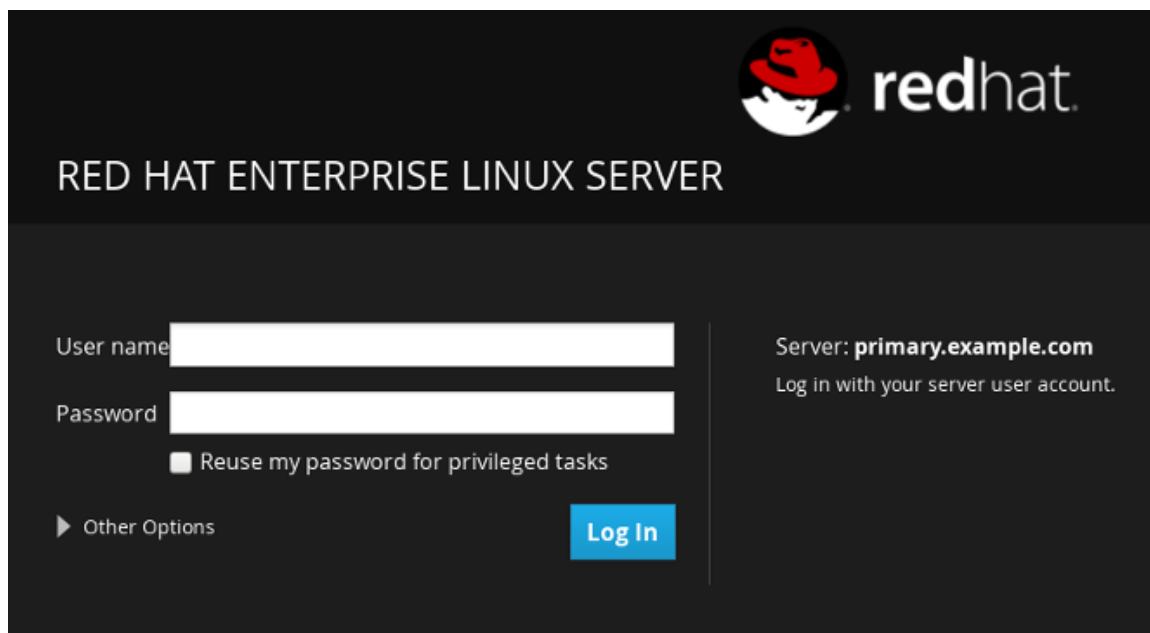 redhat.
RED HAT ENTERPRISE LINUX SERVER
User name
Password
Reuse my password for privileged tasks
Other Options
Log In
Server: primary.example.com
Log in with your server user account.